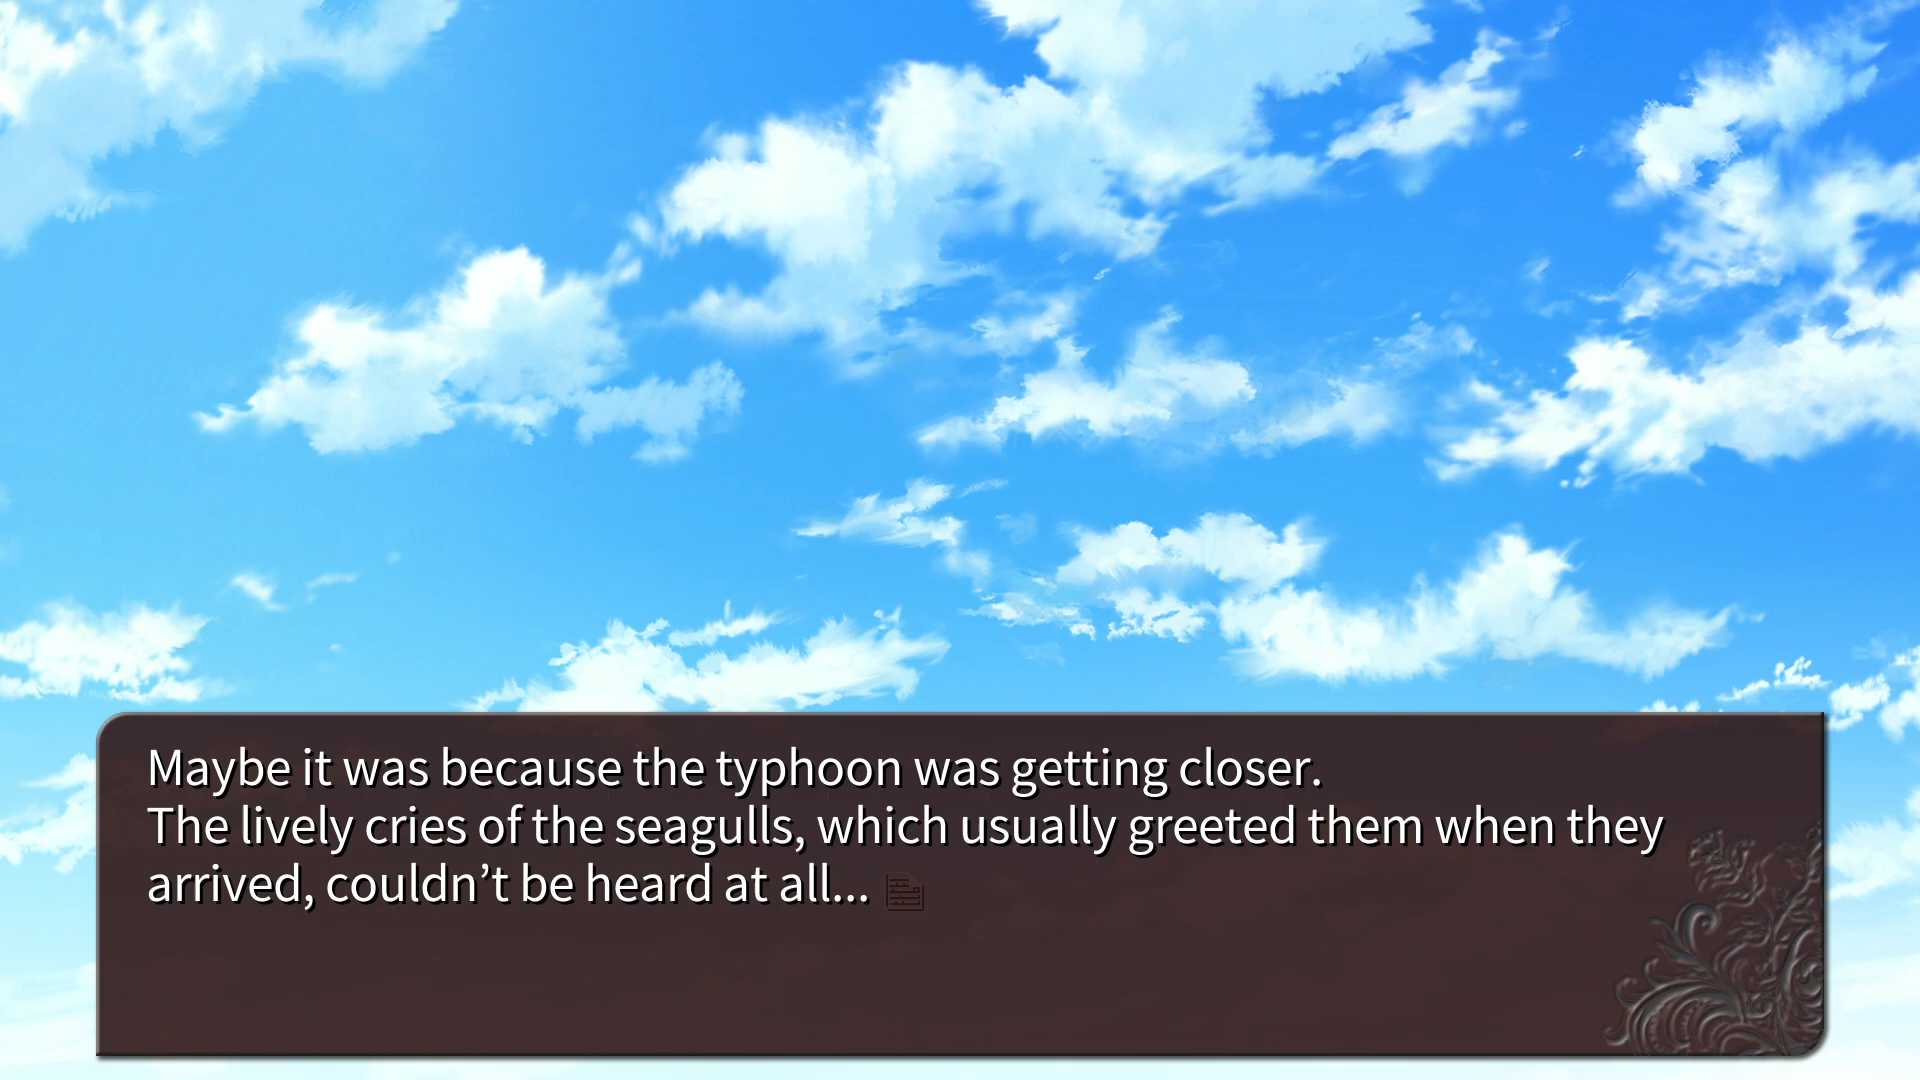 Maybe it was because the typhoon was getting closer.
The lively cries of the seagulls, which usually greeted them when they
arrived, couldn’t be heard at all...